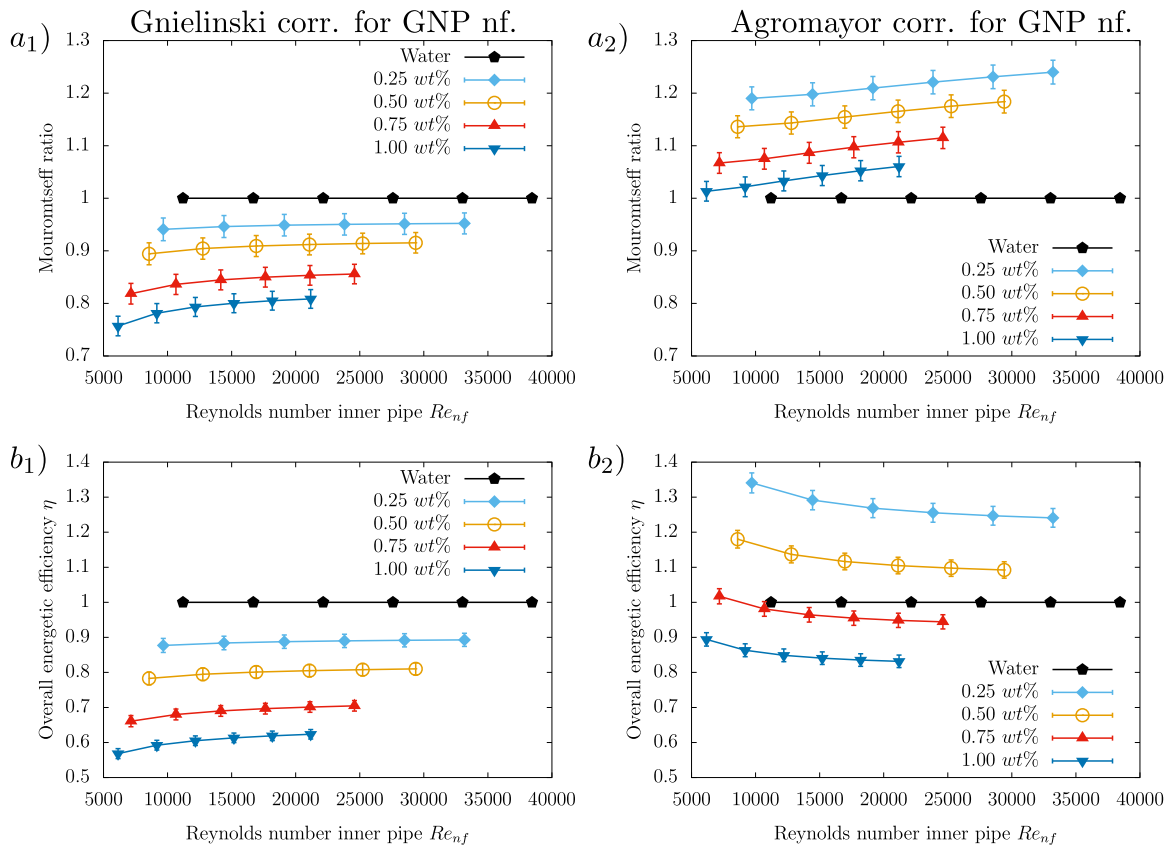 Gnielinski corr. for GNP nf.
a1)
1.3
1.2
1.1
1
0.9
0.8
0.7
Mouromtseff ratio
Water
0.25 wt%
0.50 wt%
0.75 wt%
1.00 wt%
5000 10000 15000 20000 25000 30000 35000 40000
Reynolds number inner pipe Re_nf
Agromayor corr. for GNP nf.
a2)
1.3
1.2
1.1
1
0.9
0.8
0.7
Mouromtseff ratio
Water
0.25 wt%
0.50 wt%
0.75 wt%
1.00 wt%
5000 10000 15000 20000 25000 30000 35000 40000
Reynolds number inner pipe Re_nf
b1)
1.4
1.3
1.2
1.1
1
0.9
0.8
0.7
0.6
0.5
Overall energetic efficiency η
Water
0.25 wt%
0.50 wt%
0.75 wt%
1.00 wt%
5000 10000 15000 20000 25000 30000 35000 40000
Reynolds number inner pipe Re_nf
b2)
1.4
1.3
1.2
1.1
1
0.9
0.8
0.7
0.6
0.5
Overall energetic efficiency η
Water
0.25 wt%
0.50 wt%
0.75 wt%
1.00 wt%
5000 10000 15000 20000 25000 30000 35000 40000
Reynolds number inner pipe Re_nf